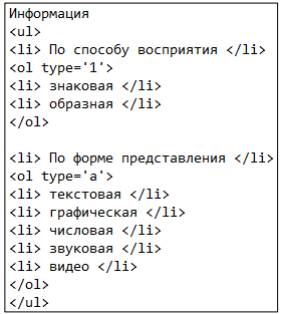 Информация
<ul>
<li> По способу восприятия </li>
<ol type='1'>
<li> знаковая </li>
<li> образная </li>
</ol>

<li> По форме представления </li>
<ol type='a'>
<li> текстовая </li>
<li> графическая </li>
<li> числовая </li>
<li> звуковая </li>
<li> видео </li>
</ol>
</ul>